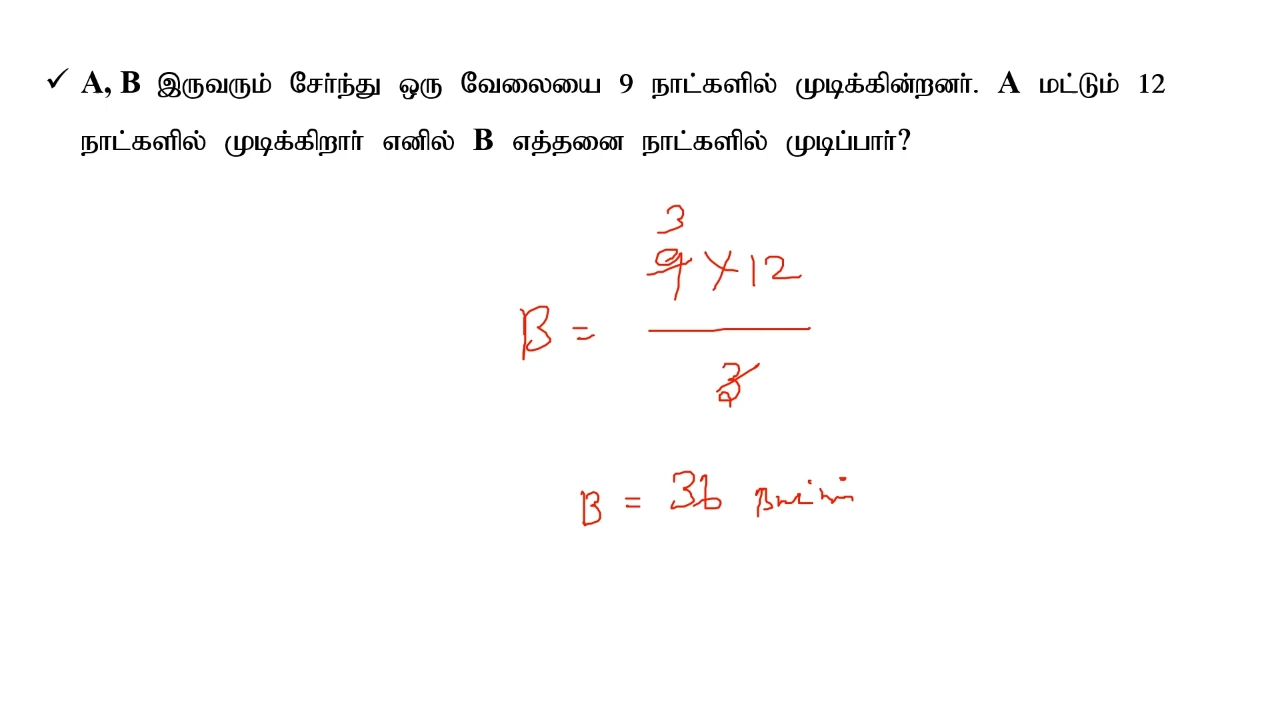 ✓ A, B இருவரும் சேர்ந்து ஒரு வேலையை 9 நாட்களில் முடிக்கின்றனர். A மட்டும் 12
நாட்களில் முடிக்கிறார் எனில் B எத்தனை நாட்களில் முடிப்பார்?
3
9 × 12
B =
3
B = 36